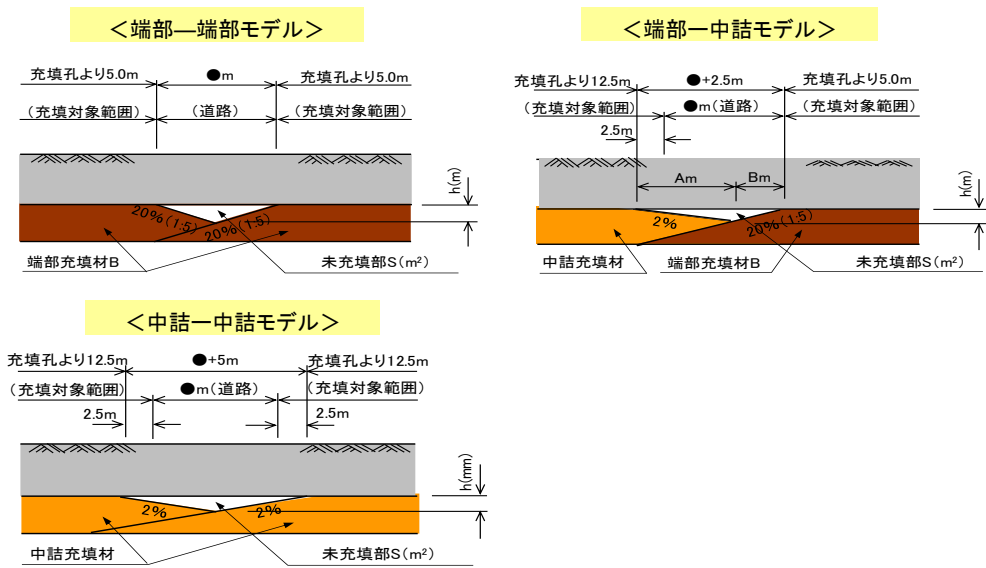 ＜端部―端部モデル＞
充填孔より5.0m
●m
充填孔より5.0m
(充填対象範囲)
(道路)
(充填対象範囲)
h(m)
20%(1:5)
20%(1:5)
端部充填材B
未充填部S(m²)
＜端部ー中詰モデル＞
充填孔より12.5m
●+2.5m
充填孔より5.0m
(充填対象範囲)
●m(道路)
(充填対象範囲)
2.5m
Am
Bm
h(m)
2%
20%(1:5)
中詰充填材
端部充填材B
未充填部S(m²)
＜中詰ー中詰モデル＞
充填孔より12.5m
●+5m
充填孔より12.5m
(充填対象範囲)
●m(道路)
(充填対象範囲)
2.5m
2.5m
h(mm)
2%
2%
中詰充填材
未充填部S(m²)